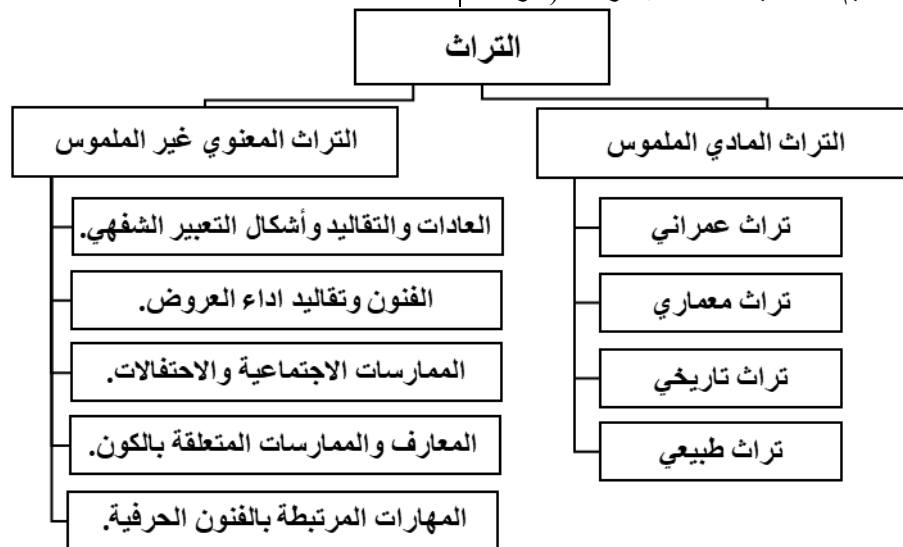 التراث
التراث المادي الملموس
تراث عمراني
تراث معماري
تراث تاريخي
تراث طبيعي
التراث المعنوي غير الملموس
العادات والتقاليد وأشكال التعبير الشفهي.
الفنون وتقاليد اداء العروض.
الممارسات الاجتماعية والاحتفالات.
المعارف والممارسات المتعلقة بالكون.
المهارات المرتبطة بالفنون الحرفية.